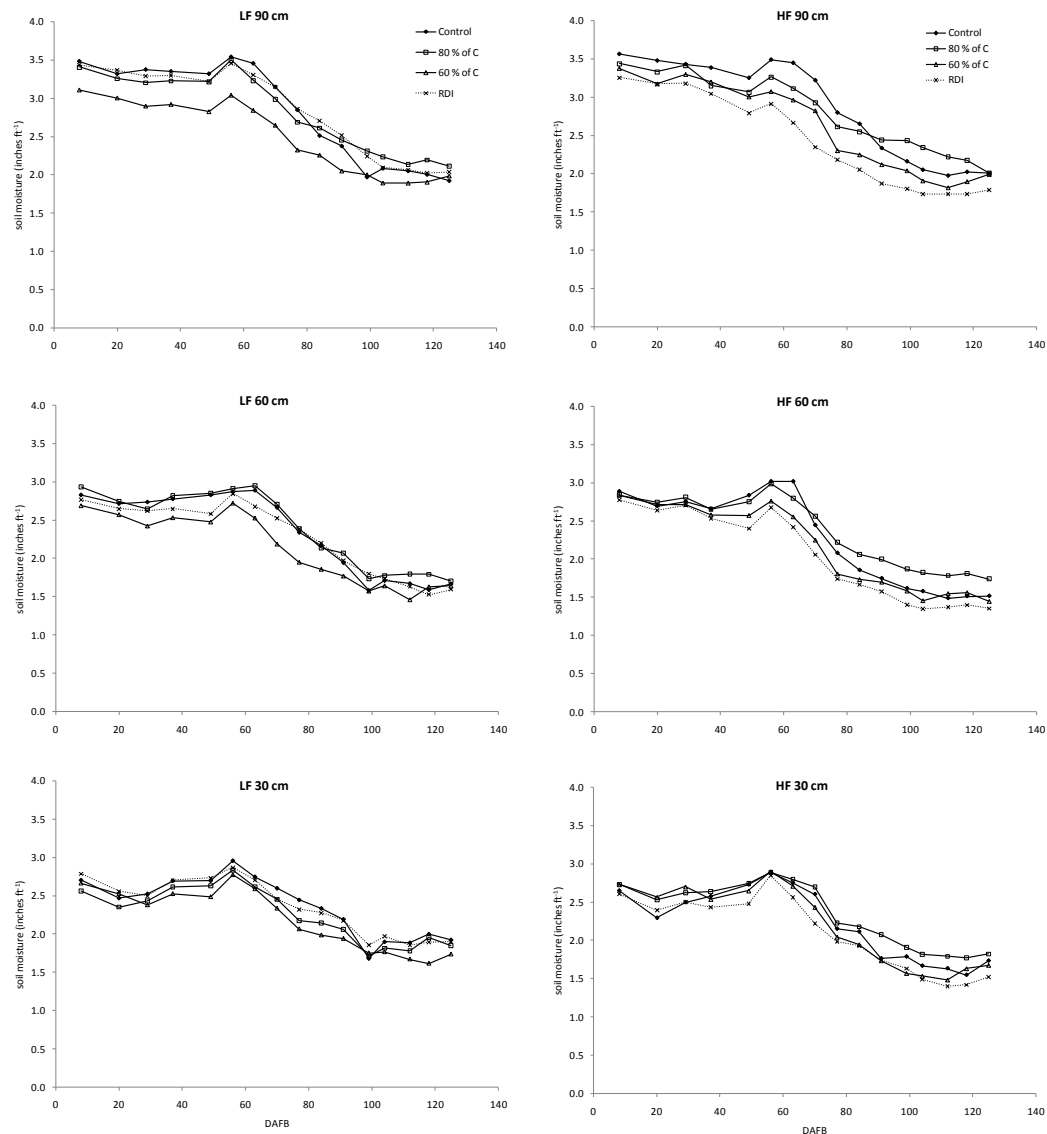 LF 90 cm
4.0
3.5
3.0
2.5
2.0
1.5
1.0
0.5
0.0
soil moisture (inches ft⁻¹)
0 20 40 60 80 100 120 140
Control
80 % of C
60 % of C
RDI
HF 90 cm
4.0
3.5
3.0
2.5
2.0
1.5
1.0
0.5
0.0
soil moisture (inches ft⁻¹)
0 20 40 60 80 100 120 140
Control
80 % of C
60 % of C
RDI
LF 60 cm
4.0
3.5
3.0
2.5
2.0
1.5
1.0
0.5
0.0
s oil moisture (inches ft⁻¹)
0 20 40 60 80 100 120 140
HF 60 cm
4.0
3.5
3.0
2.5
2.0
1.5
1.0
0.5
0.0
soil moisture (inches ft⁻¹)
0 20 40 60 80 100 120 140
LF 30 cm
4.0
3.5
3.0
2.5
2.0
1.5
1.0
0.5
0.0
soil moisture (inches ft⁻¹)
0 20 40 60 80 100 120 140
DAFB
HF 30 cm
4.0
3.5
3.0
2.5
2.0
1.5
1.0
0.5
0.0
soil moisture (inches ft⁻¹)
0 20 40 60 80 100 120 140
DAFB